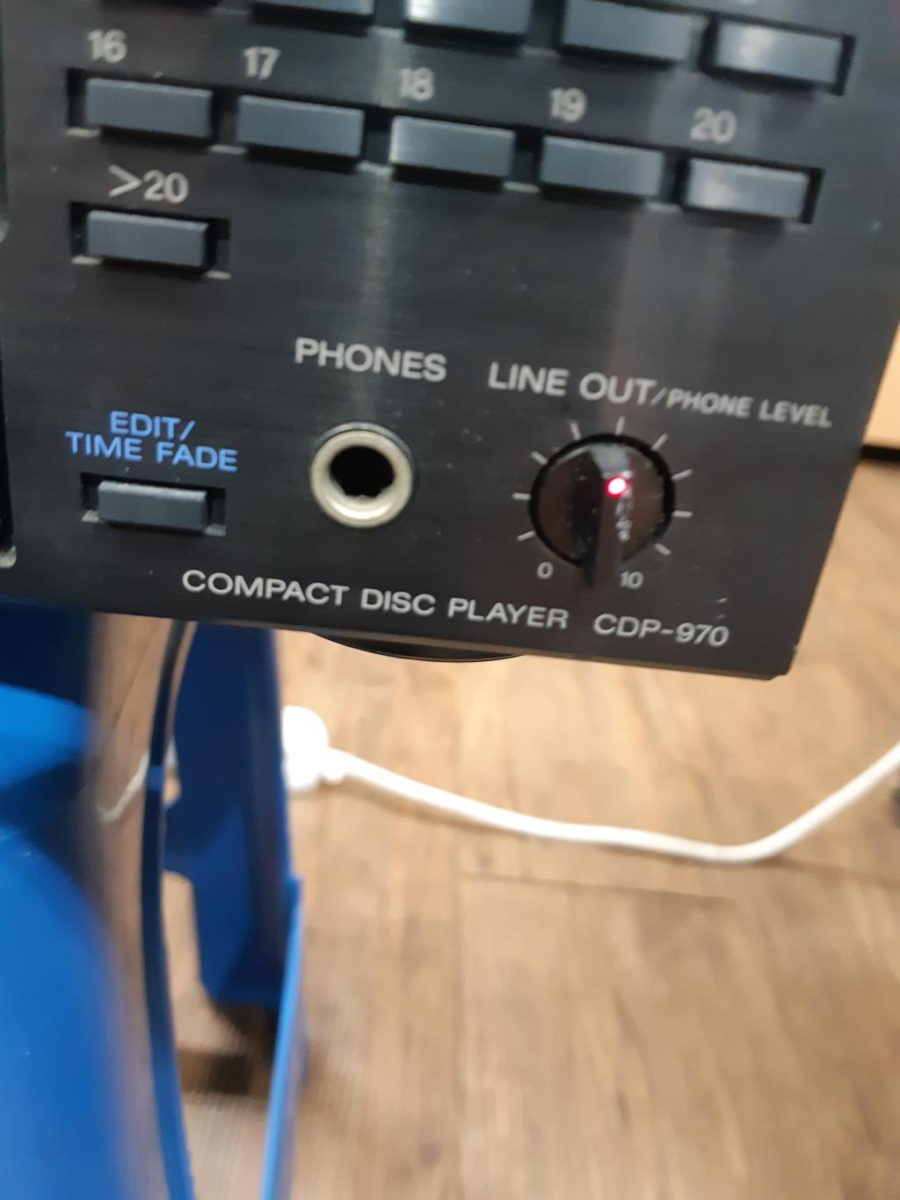 16 17 18 19 20
>20
PHONES
LINE OUT/PHONE LEVEL
EDIT/
TIME FADE
0 10
COMPACT DISC PLAYER CDP-970